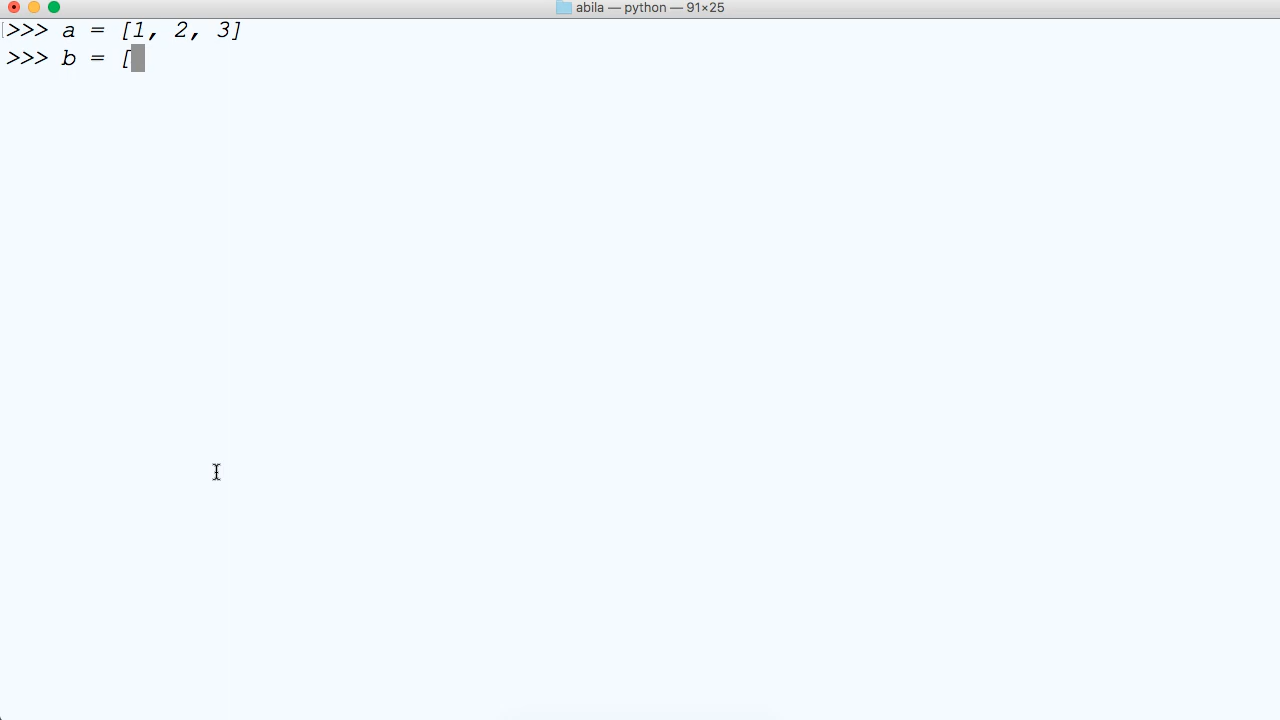 abila — python — 91×25
>>> a = [1, 2, 3]
>>> b = [